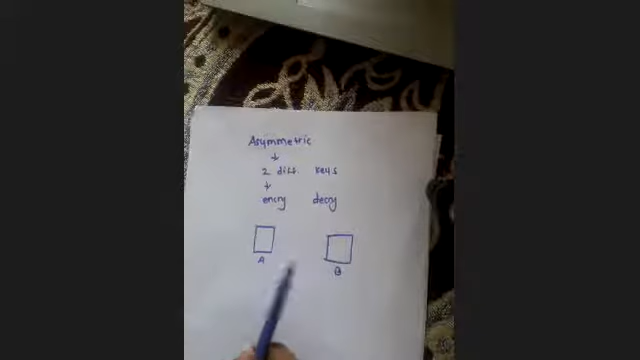 Asymmetric
2 diff. keys
encry decry
A
B